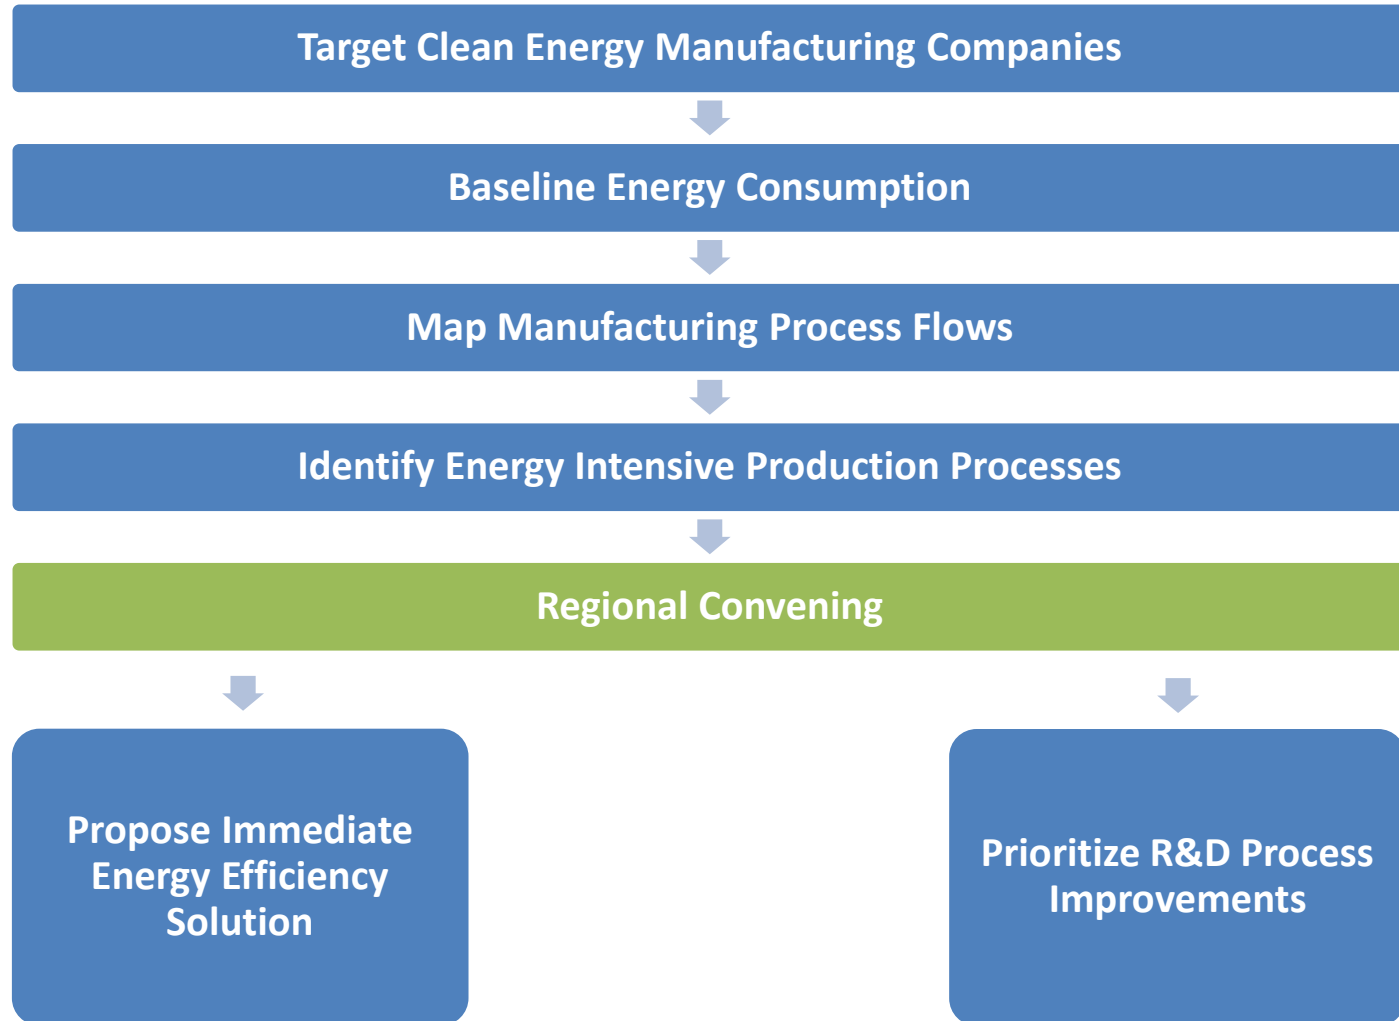 Target Clean Energy Manufacturing Companies
Baseline Energy Consumption
Map Manufacturing Process Flows
Identify Energy Intensive Production Processes
Regional Convening
Propose Immediate
Energy Efficiency
Solution
Prioritize R&D Process
Improvements